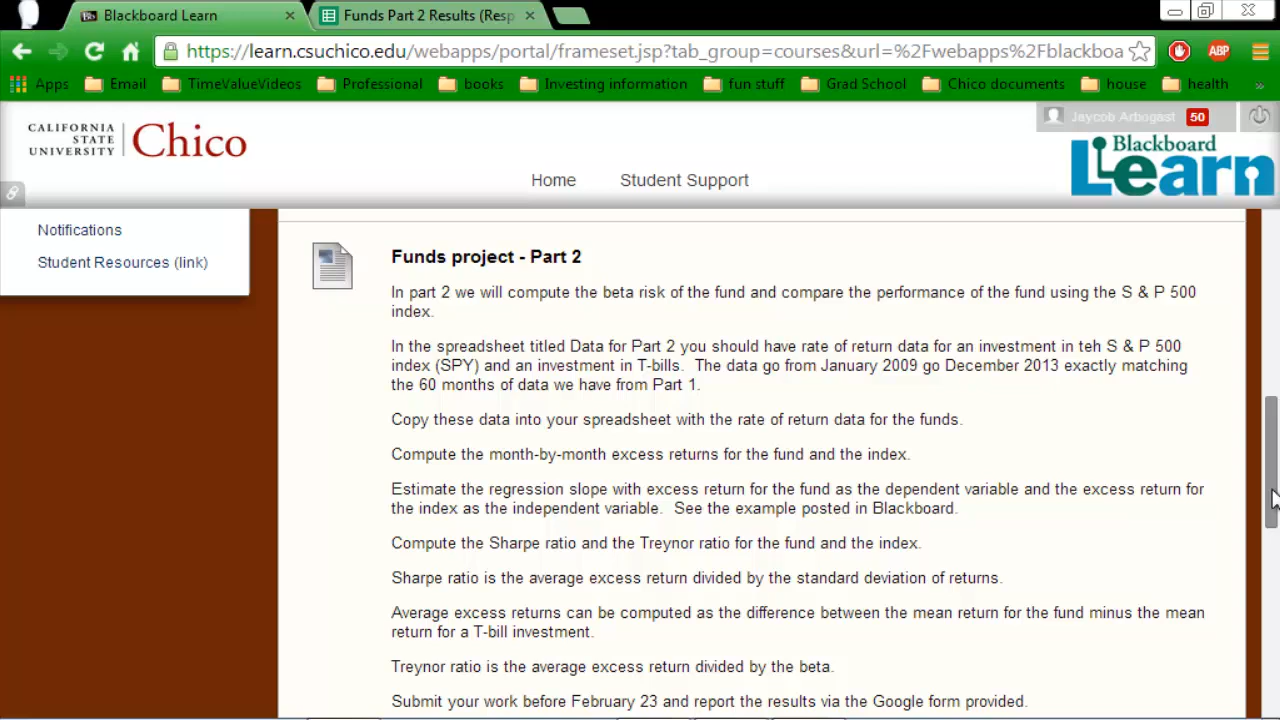 Blackboard Learn
Funds Part 2 Results (Resp
https://learn.csuchico.edu/webapps/portal/frameset.jsp?tab_group=courses&url=%2Fwebapps%2Fblackboa
ABP
Apps Email TimeValueVideos Professional books Investing information fun stuff Grad School Chico documents house health »
Jaycob Arbogast 50
CALIFORNIA
STATE
UNIVERSITY
Chico
Blackboard
Learn
Home Student Support
Notifications
Student Resources (link)
Funds project - Part 2
In part 2 we will compute the beta risk of the fund and compare the performance of the fund using the S & P 500
index.
In the spreadsheet titled Data for Part 2 you should have rate of return data for an investment in teh S & P 500
index (SPY) and an investment in T-bills. The data go from January 2009 go December 2013 exactly matching
the 60 months of data we have from Part 1.
Copy these data into your spreadsheet with the rate of return data for the funds.
Compute the month-by-month excess returns for the fund and the index.
Estimate the regression slope with excess return for the fund as the dependent variable and the excess return for
the index as the independent variable. See the example posted in Blackboard.
Compute the Sharpe ratio and the Treynor ratio for the fund and the index.
Sharpe ratio is the average excess return divided by the standard deviation of returns.
Average excess returns can be computed as the difference between the mean return for the fund minus the mean
return for a T-bill investment.
Treynor ratio is the average excess return divided by the beta.
Submit your work before February 23 and report the results via the Google form provided.